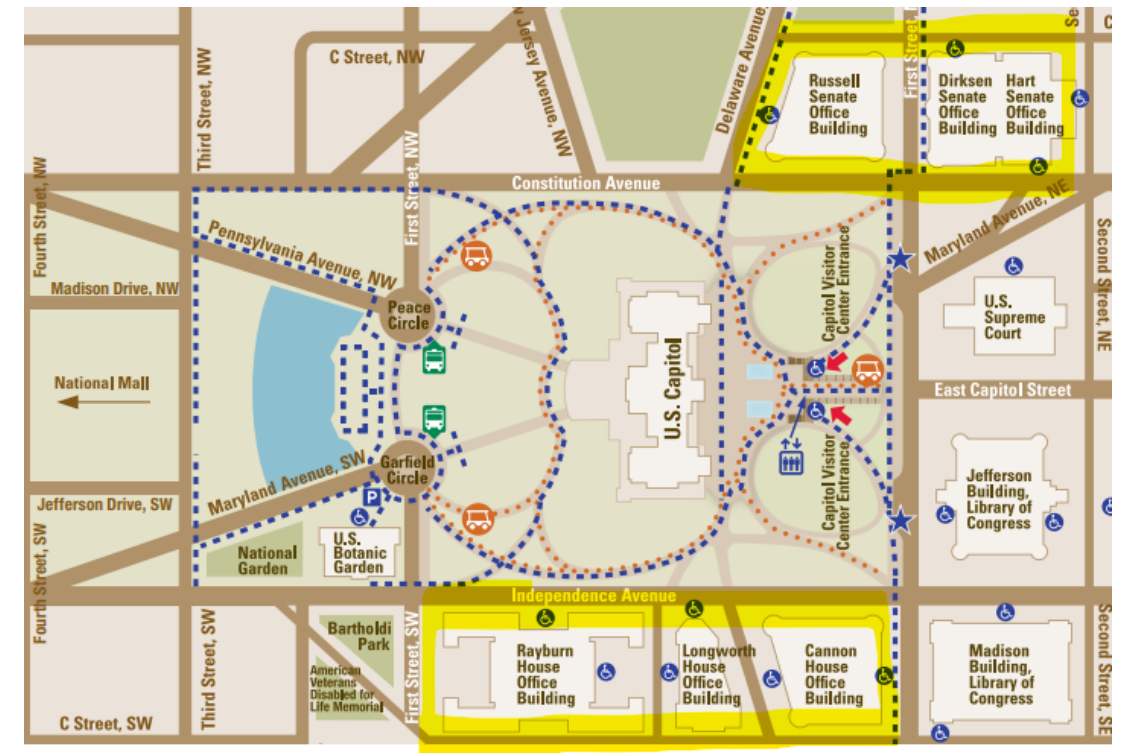 C Street, NW
Third Street, NW
First Street, NW
Jersey Avenue, NW
Delaware Avenue,
First Street,
Russell
Senate
Office
Building
Dirksen
Senate
Office
Building
Hart
Senate
Office
Building
Se
C
Constitution Avenue
Fourth Street, NW
Pennsylvania Avenue, NW
Madison Drive, NW
Peace
Circle
National Mall
U.S. Capitol
Capitol Visitor
Center Entrance
Maryland Avenue, NE
Second Street, NE
U.S.
Supreme
Court
East Capitol Street
Capitol Visitor
Center Entrance
Jefferson
Building,
Library of
Congress
Garfield
Circle
Maryland Avenue, SW
P
Jefferson Drive, SW
Fourth Street, SW
National
Garden
U.S.
Botanic
Garden
Independence Avenue
Third Street, SW
Bartholdi
Park
American
Veterans
Disabled for
Life Memorial
First Street, SW
Rayburn
House
Office
Building
Longworth
House
Office
Building
Cannon
House
Office
Building
Madison
Building,
Library of
Congress
Second Street, SE
C Street, SW